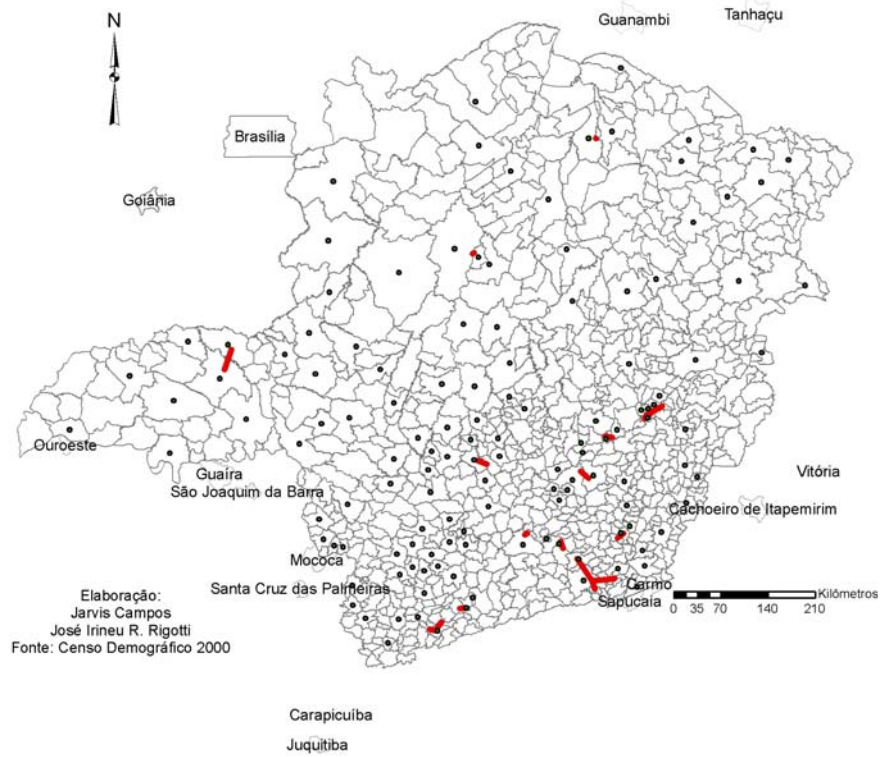 Guanambi
Tanhaçu
N
Brasília
Goiânia
Ouroeste
Guaíra
São Joaquim da Barra
Vitória
Cachoeiro de Itapemirim
Mococa
Santa Cruz das Palmeiras
Carmo
Sapucaia
Quilómetros
0 35 70 140 210
Elaboração:
Jarvis Campos
José Irineu R. Rigotti
Fonte: Censo Demográfico 2000
Carapicuíba
Juquitiba